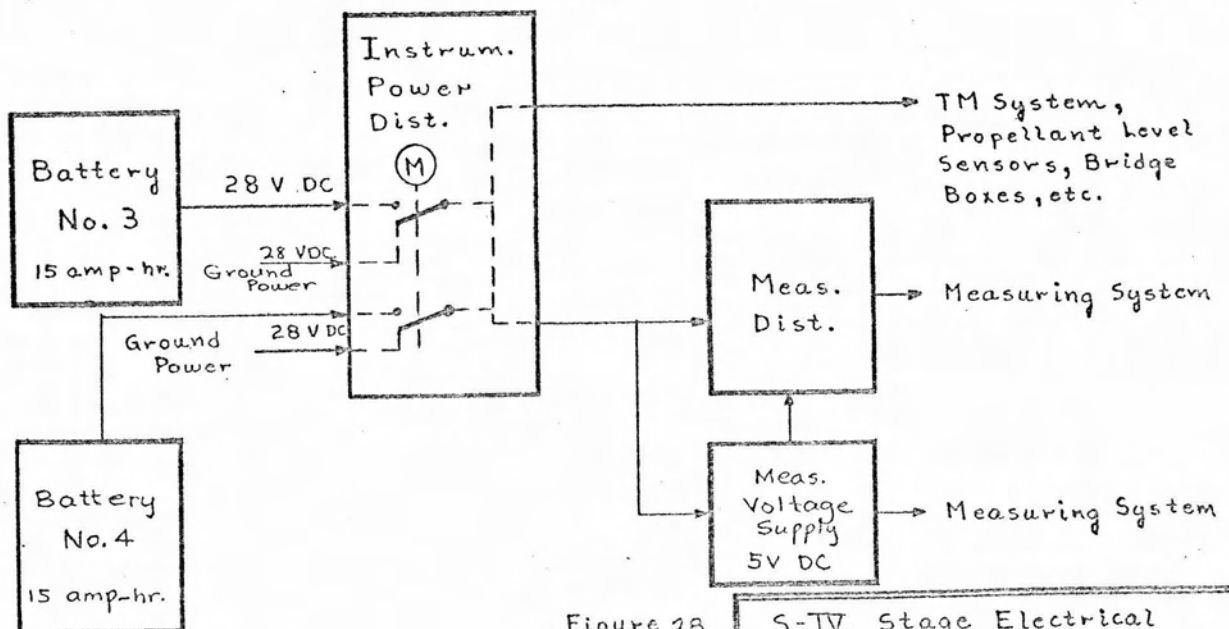 Instrum.
Power
Dist.
M
Battery
No. 3
15 amp-hr.
28 V DC
28 VDC
Ground
Power
Ground
Power
28 V DC
Battery
No. 4
15 amp-hr.
TM System,
Propellant Level
Sensors, Bridge
Boxes, etc.
Meas.
Dist.
Measuring System
Meas.
Voltage
Supply
5V DC
Measuring System
Figure 28
S-IV Stage Electrical